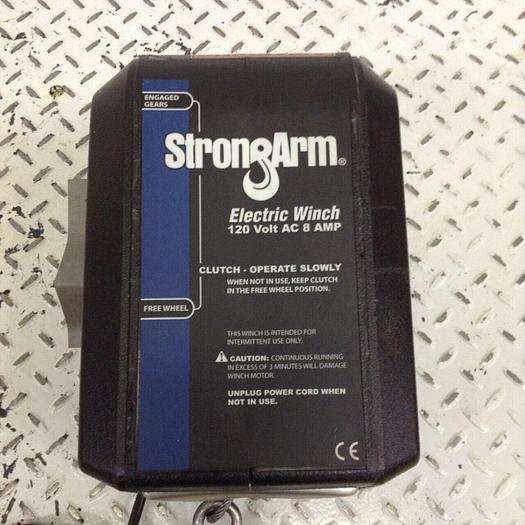 ENGAGED
GEARS
StrongArm®
Electric Winch
120 Volt AC 8 AMP
CLUTCH - OPERATE SLOWLY
WHEN NOT IN USE, KEEP CLUTCH
IN THE FREE WHEEL POSITION.
FREE WHEEL
THIS WINCH IS INTENDED FOR
INTERMITTENT USE ONLY.
CAUTION: CONTINUOUS RUNNING
IN EXCESS OF 3 MINUTES WILL DAMAGE
WINCH MOTOR.
UNPLUG POWER CORD WHEN
NOT IN USE.
CE